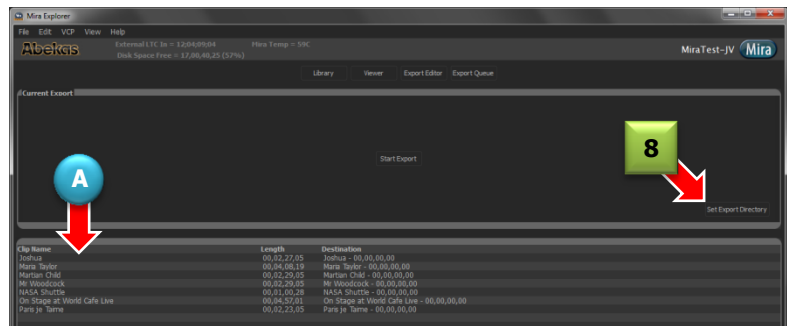 Mira Explorer
File Edit VCP View Help
Abekas
External LTC In = 12;04;09;04 Mira Temp = 59C
Disk Space Free = 17,00,40,25 (57%)
MiraTest-JV Mira
Library Viewer Export Editor Export Queue
Current Export
Start Export
8
A
Set Export Directory
Clip Name Length Destination
Joshua 00,02,27,05 Joshua - 00,00,00,00
Maria Taylor 00,04,08,19 Maria Taylor - 00,00,00,00
Martian Child 00,02,29,05 Martian Child - 00,00,00,00
Mr Woodcock 00,02,29,05 Mr Woodcock - 00,00,00,00
NASA Shuttle 00,01,00,28 NASA Shuttle - 00,00,00,00
On Stage at World Cafe Live 00,04,57,01 On Stage at World Cafe Live - 00,00,00,00
Paris je Tame 00,02,23,05 Paris je Tame - 00,00,00,00